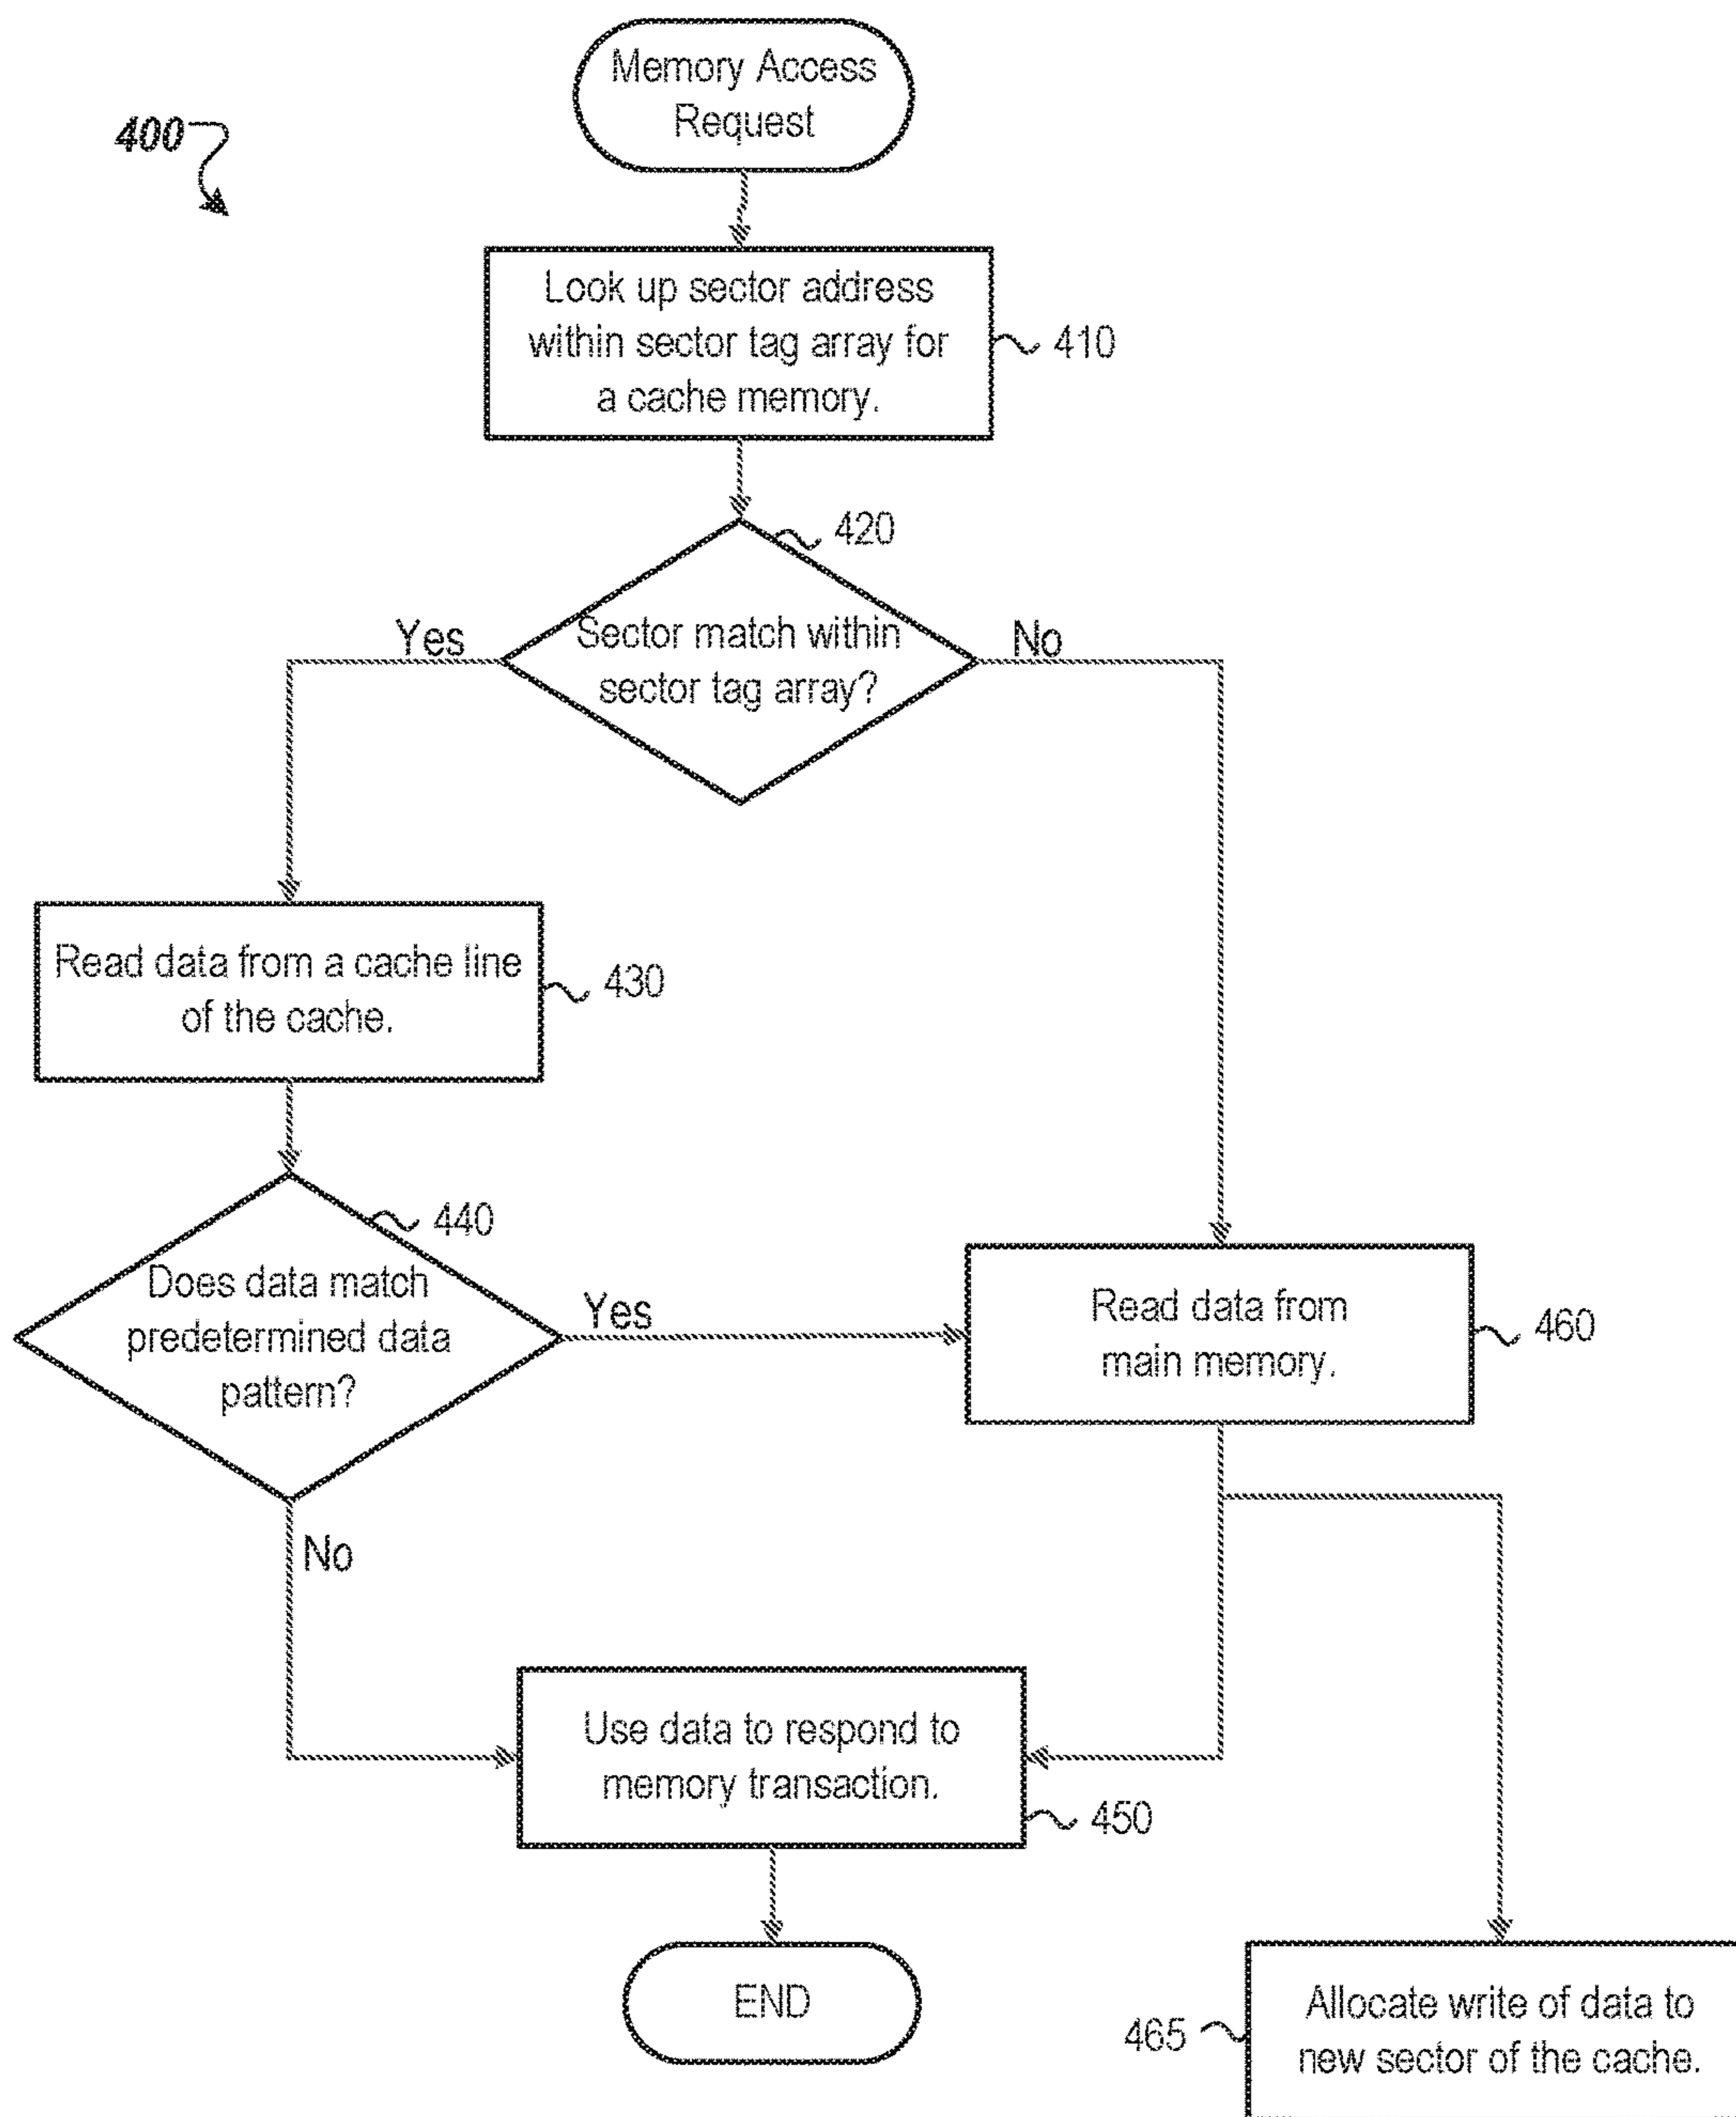 Memory Access
Request
400
Look up sector address
within sector tag array for
a cache memory.
410
420
Yes
Sector match within
sector tag array?
No
Read data from a cache line
of the cache.
430
440
Does data match
predetermined data
pattern?
Yes
Read data from
main memory.
460
No
Use data to respond to
memory transaction.
450
END
465
Allocate write of data to
new sector of the cache.